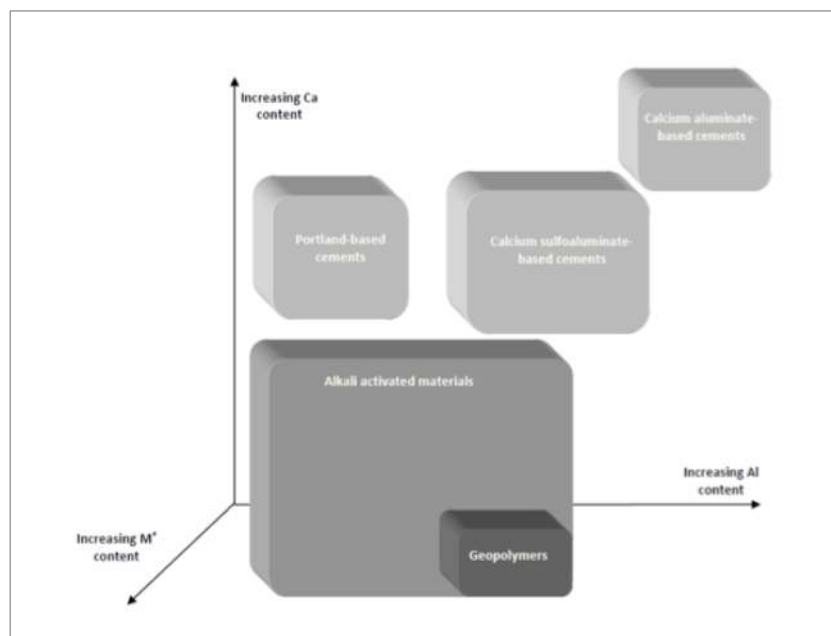 Increasing Ca
content
Calcium aluminate-
based cements
Portland-based
cements
Calcium sulfoaluminate-
based cements
Alkali activated materials
Increasing Al
content
Increasing M⁺
content
Geopolymers